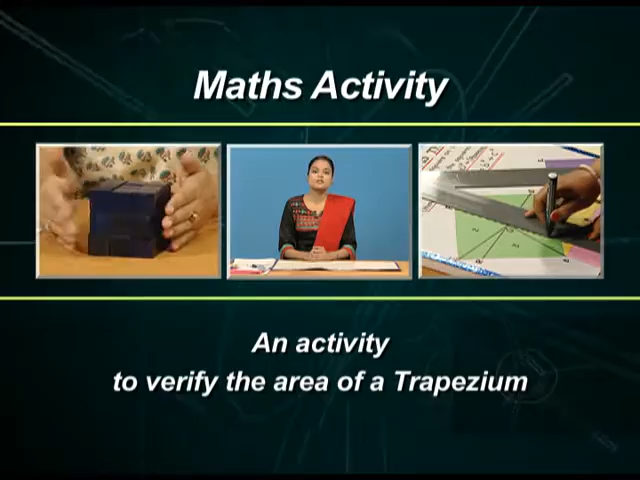 Maths Activity
An activity
to verify the area of a Trapezium